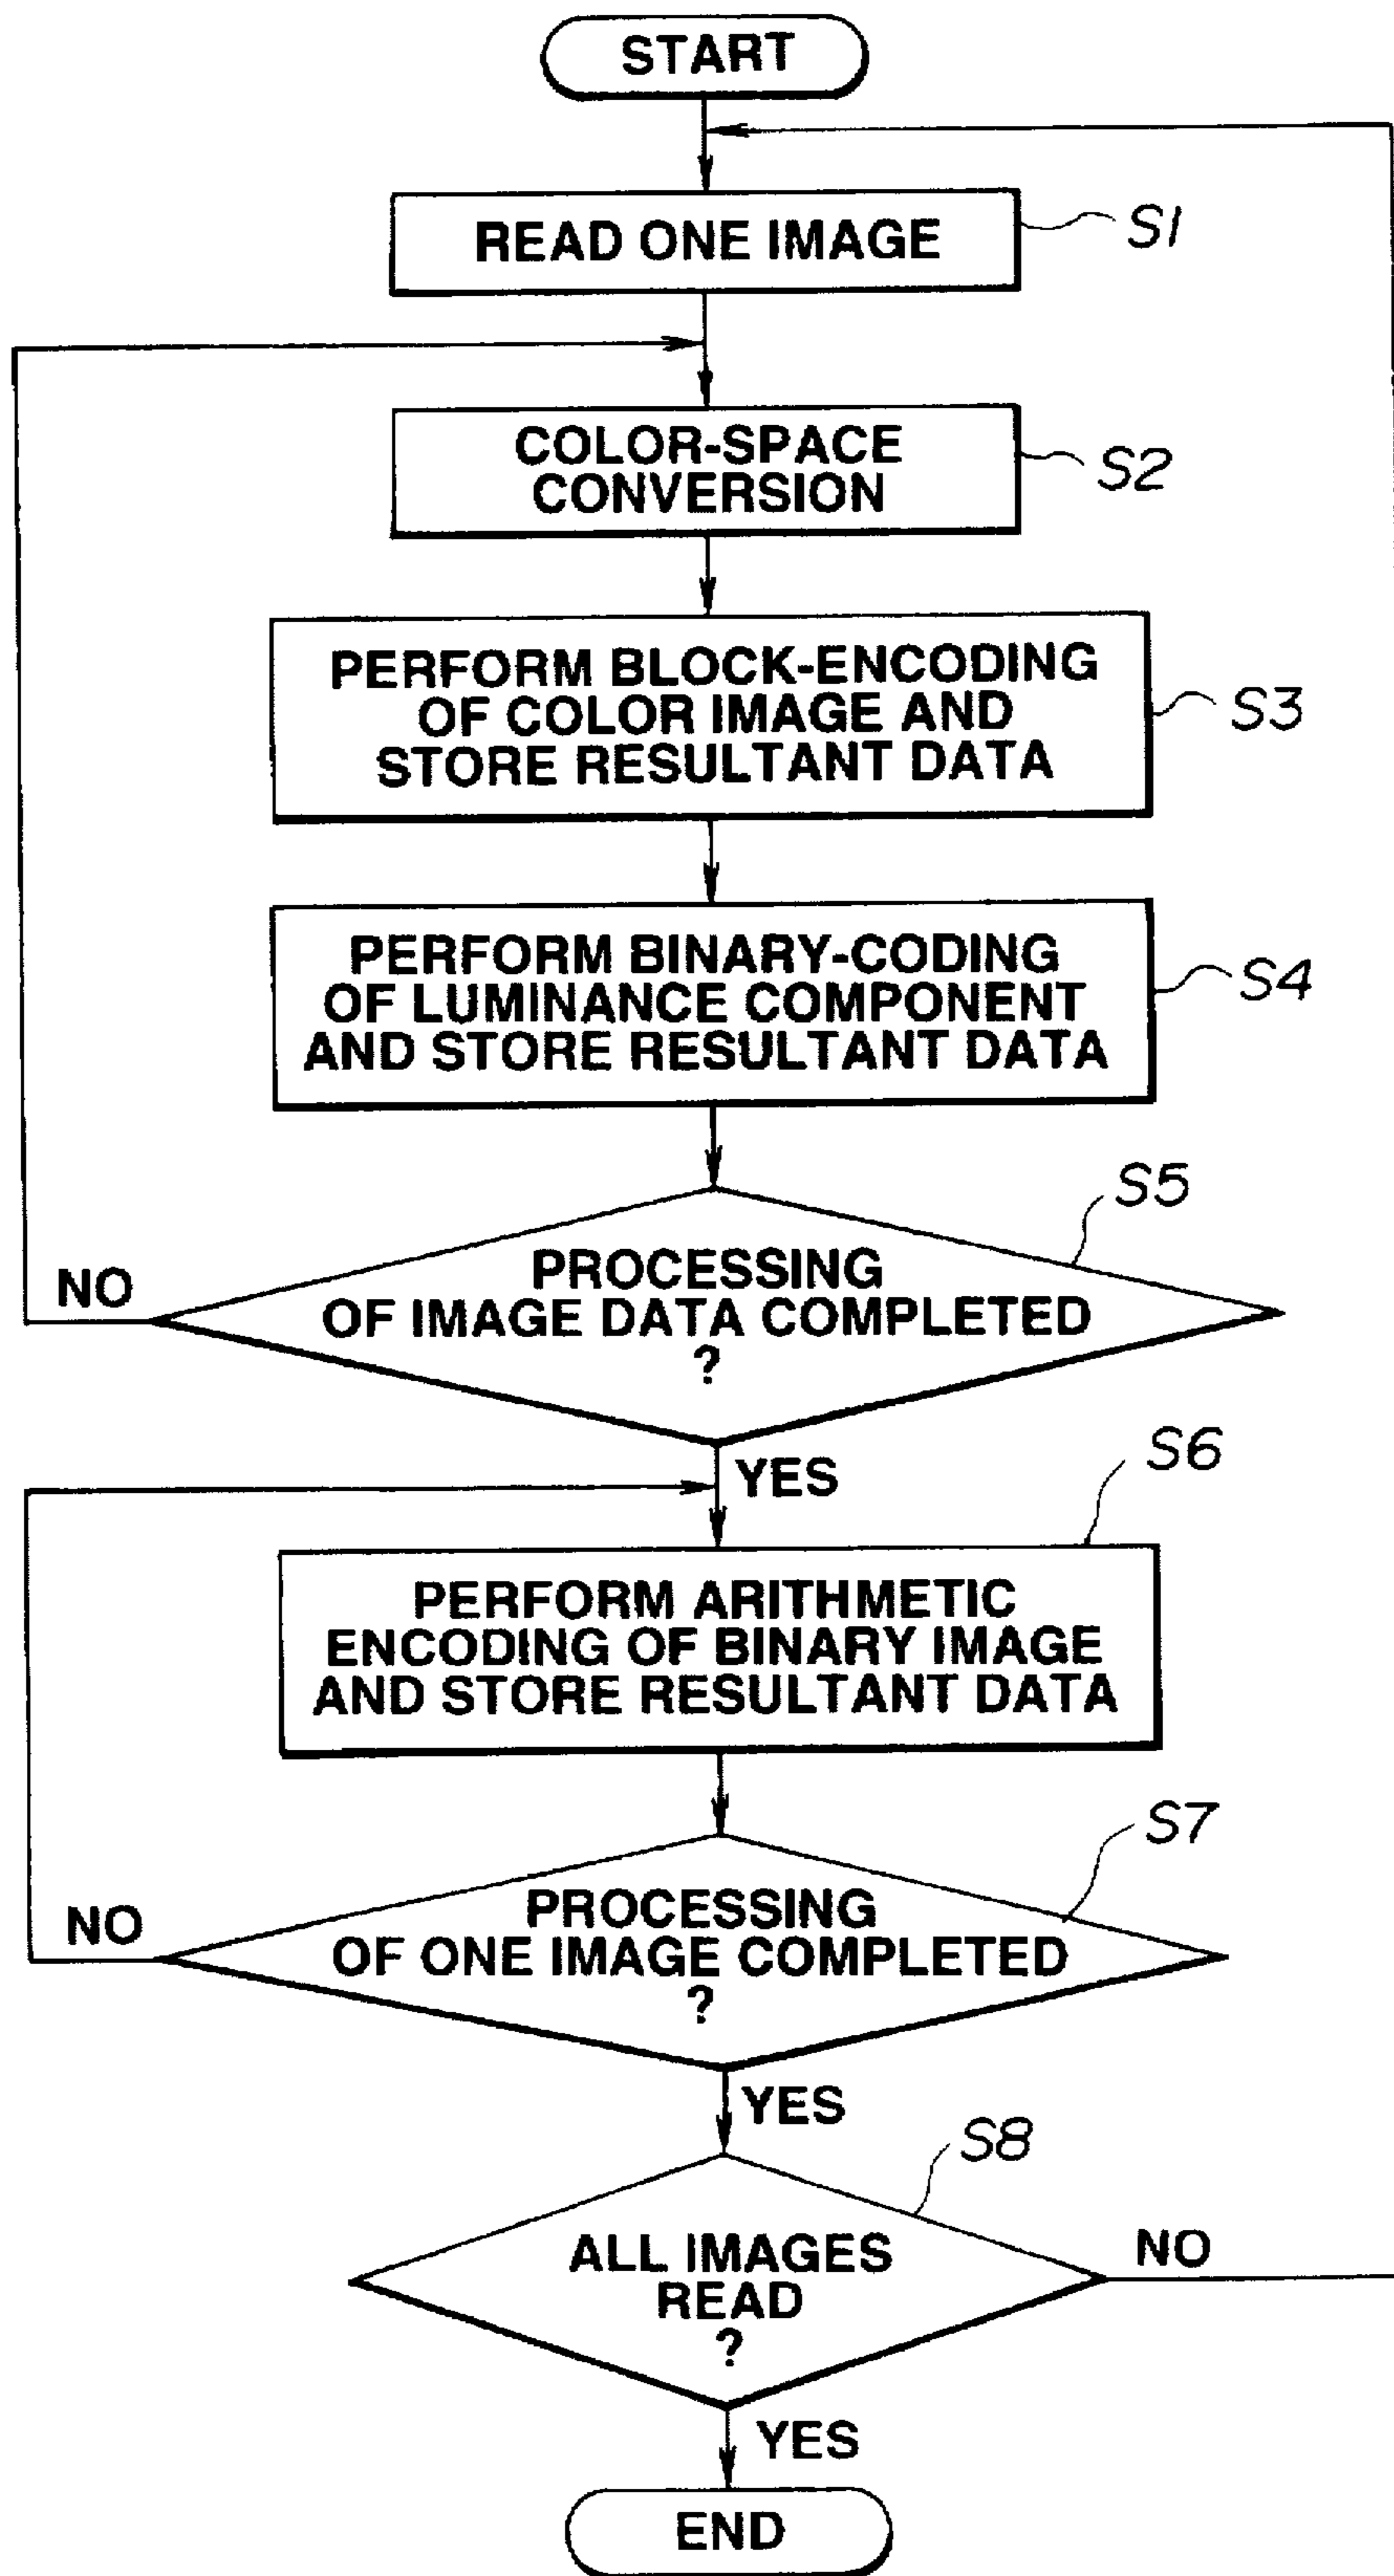 START
READ ONE IMAGE
S1
COLOR-SPACE
CONVERSION
S2
PERFORM BLOCK-ENCODING
OF COLOR IMAGE AND
STORE RESULTANT DATA
S3
PERFORM BINARY-CODING
OF LUMINANCE COMPONENT
AND STORE RESULTANT DATA
S4
S5
PROCESSING
OF IMAGE DATA COMPLETED
?
NO
YES
S6
PERFORM ARITHMETIC
ENCODING OF BINARY IMAGE
AND STORE RESULTANT DATA
S7
PROCESSING
OF ONE IMAGE COMPLETED
?
NO
YES
S8
ALL IMAGES
READ
?
NO
YES
END